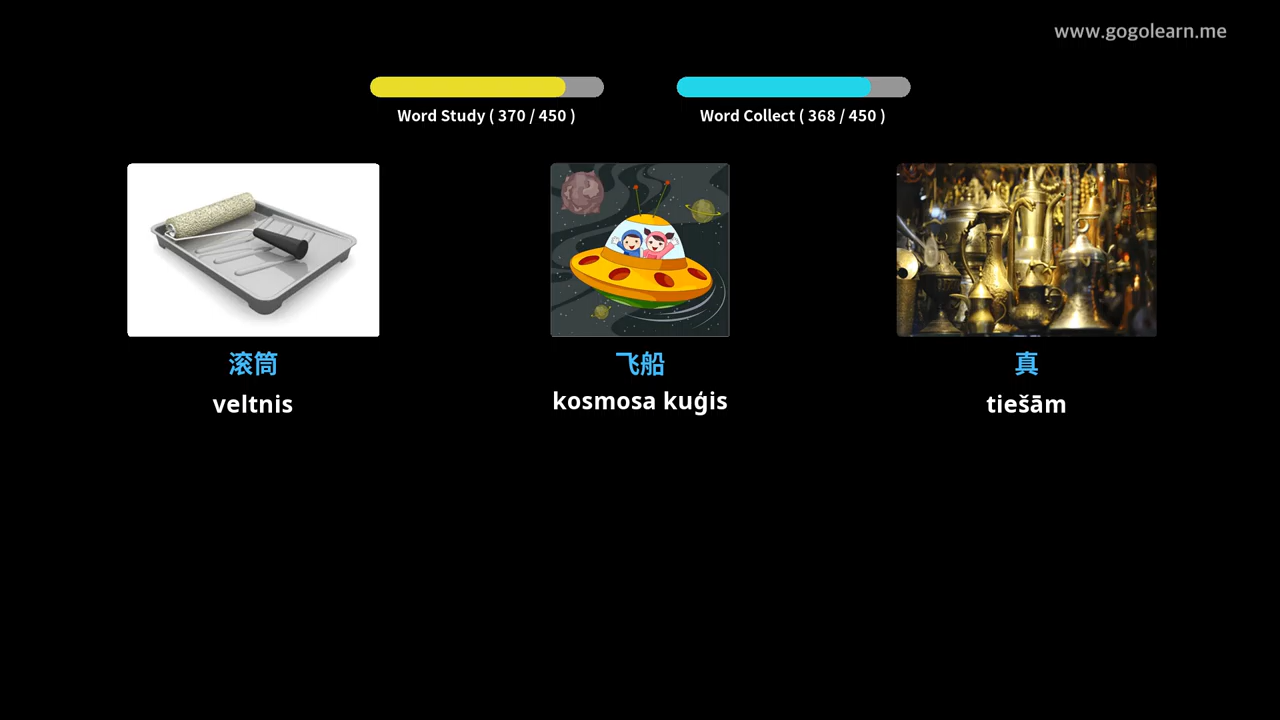 www.gogolearn.me
Word Study ( 370 / 450 )
Word Collect ( 368 / 450 )
滚筒
飞船
真
veltnis
kosmosa kuģis
tiešām